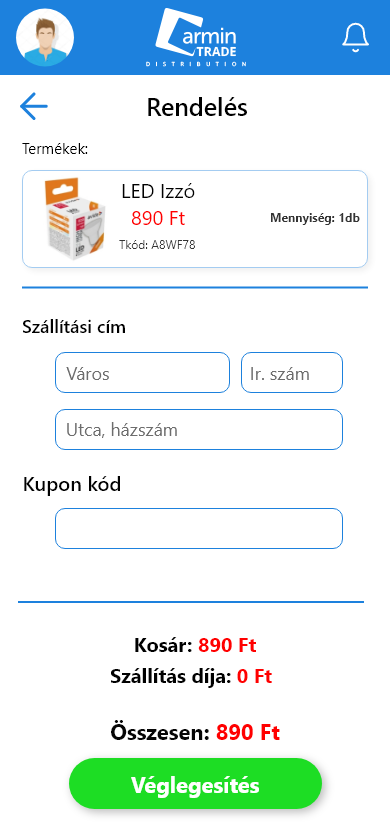 Carmin
TRADE
DISTRIBUTION
Rendelés
Termékek:
LED Izzó
890 Ft
Mennyiség: 1db
Tkód: A8WF78
Szállítási cím
Város
Ir. szám
Utca, házszám
Kupon kód
Kosár: 890 Ft
Szállítás díja: 0 Ft
Összesen: 890 Ft
Véglegesítés